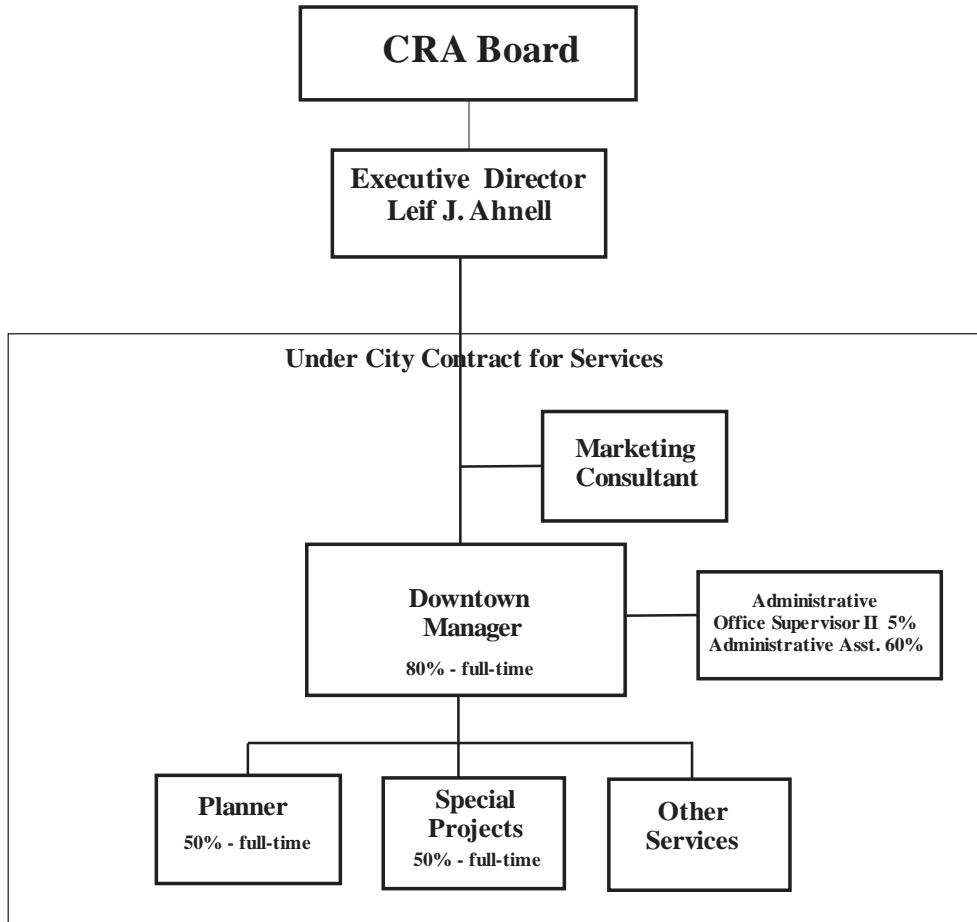 CRA Board
Executive Director
Leif J. Ahnell
Under City Contract for Services
Marketing
Consultant
Downtown
Manager
80% - full-time
Administrative
Office Supervisor II 5%
Administrative Asst. 60%
Planner
50% - full-time
Special
Projects
50% - full-time
Other
Services